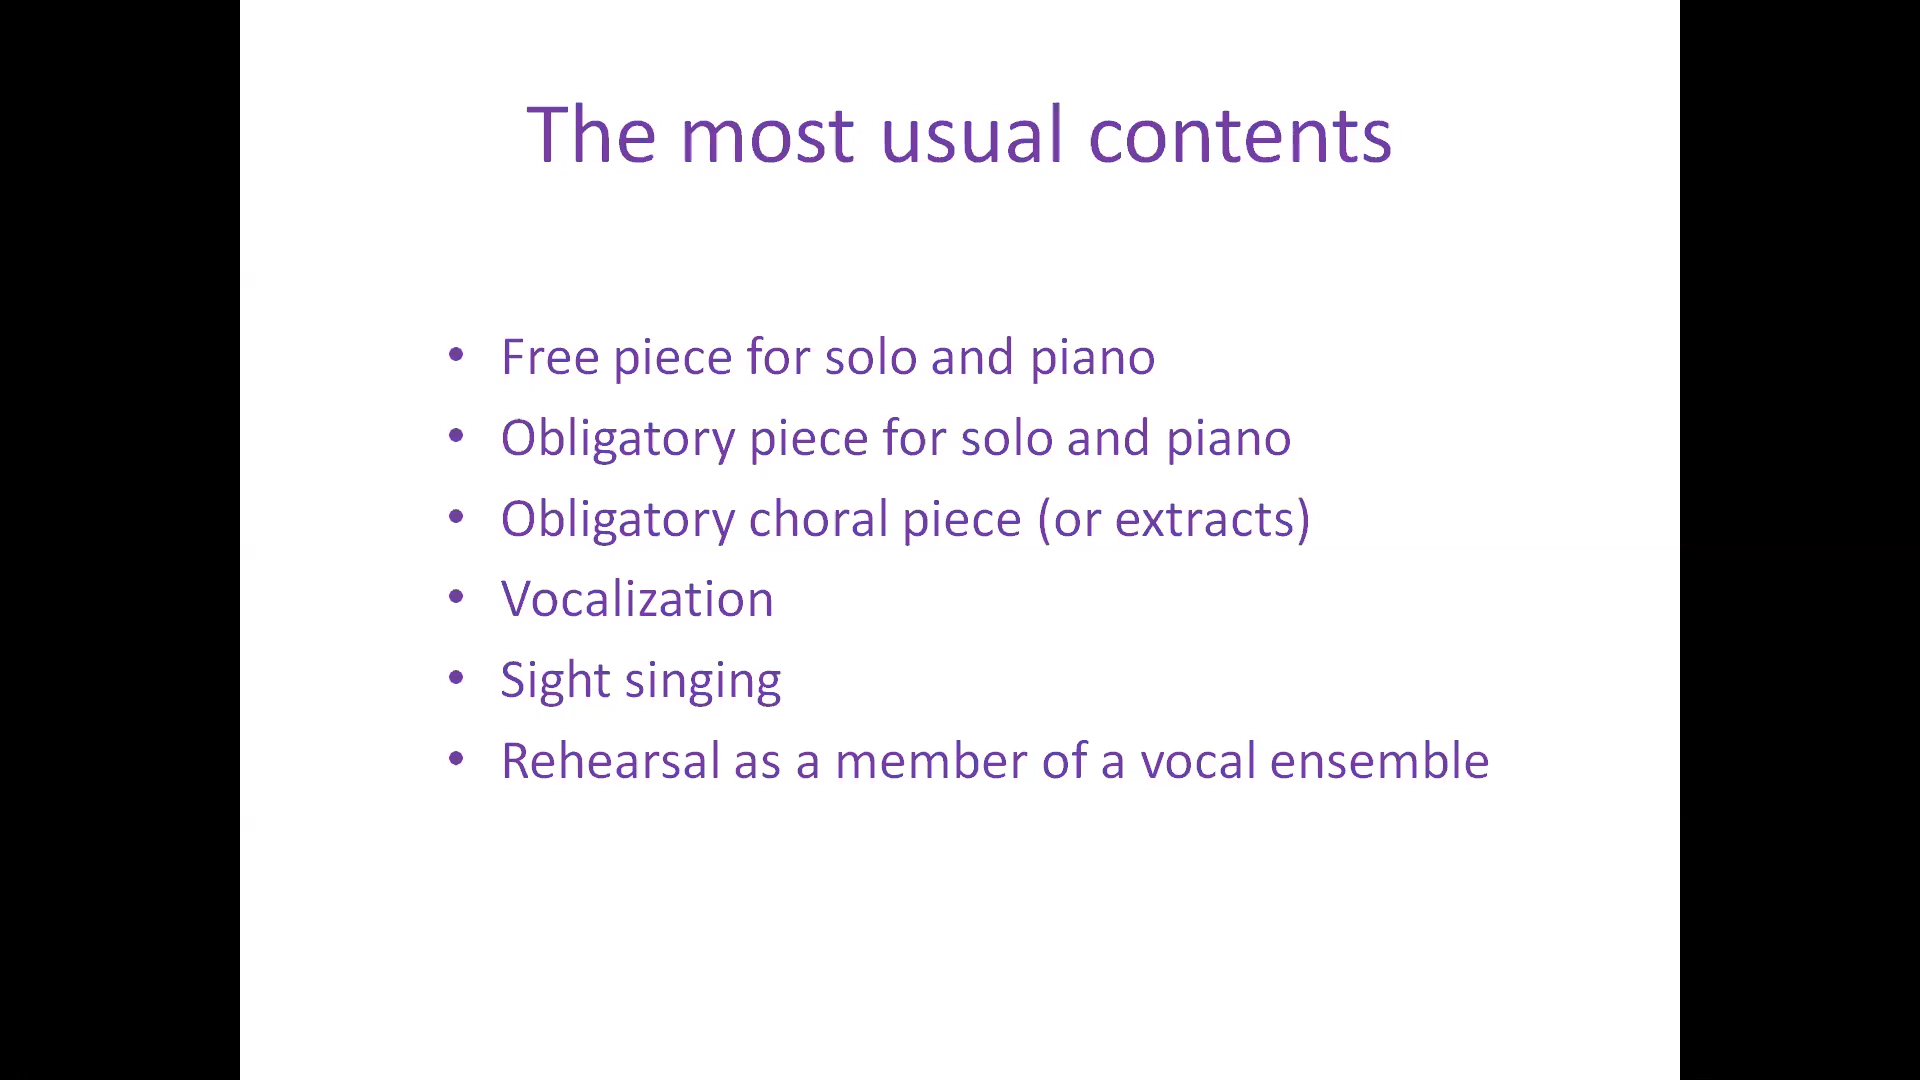 The most usual contents
• Free piece for solo and piano
• Obligatory piece for solo and piano
• Obligatory choral piece (or extracts)
• Vocalization
• Sight singing
• Rehearsal as a member of a vocal ensemble